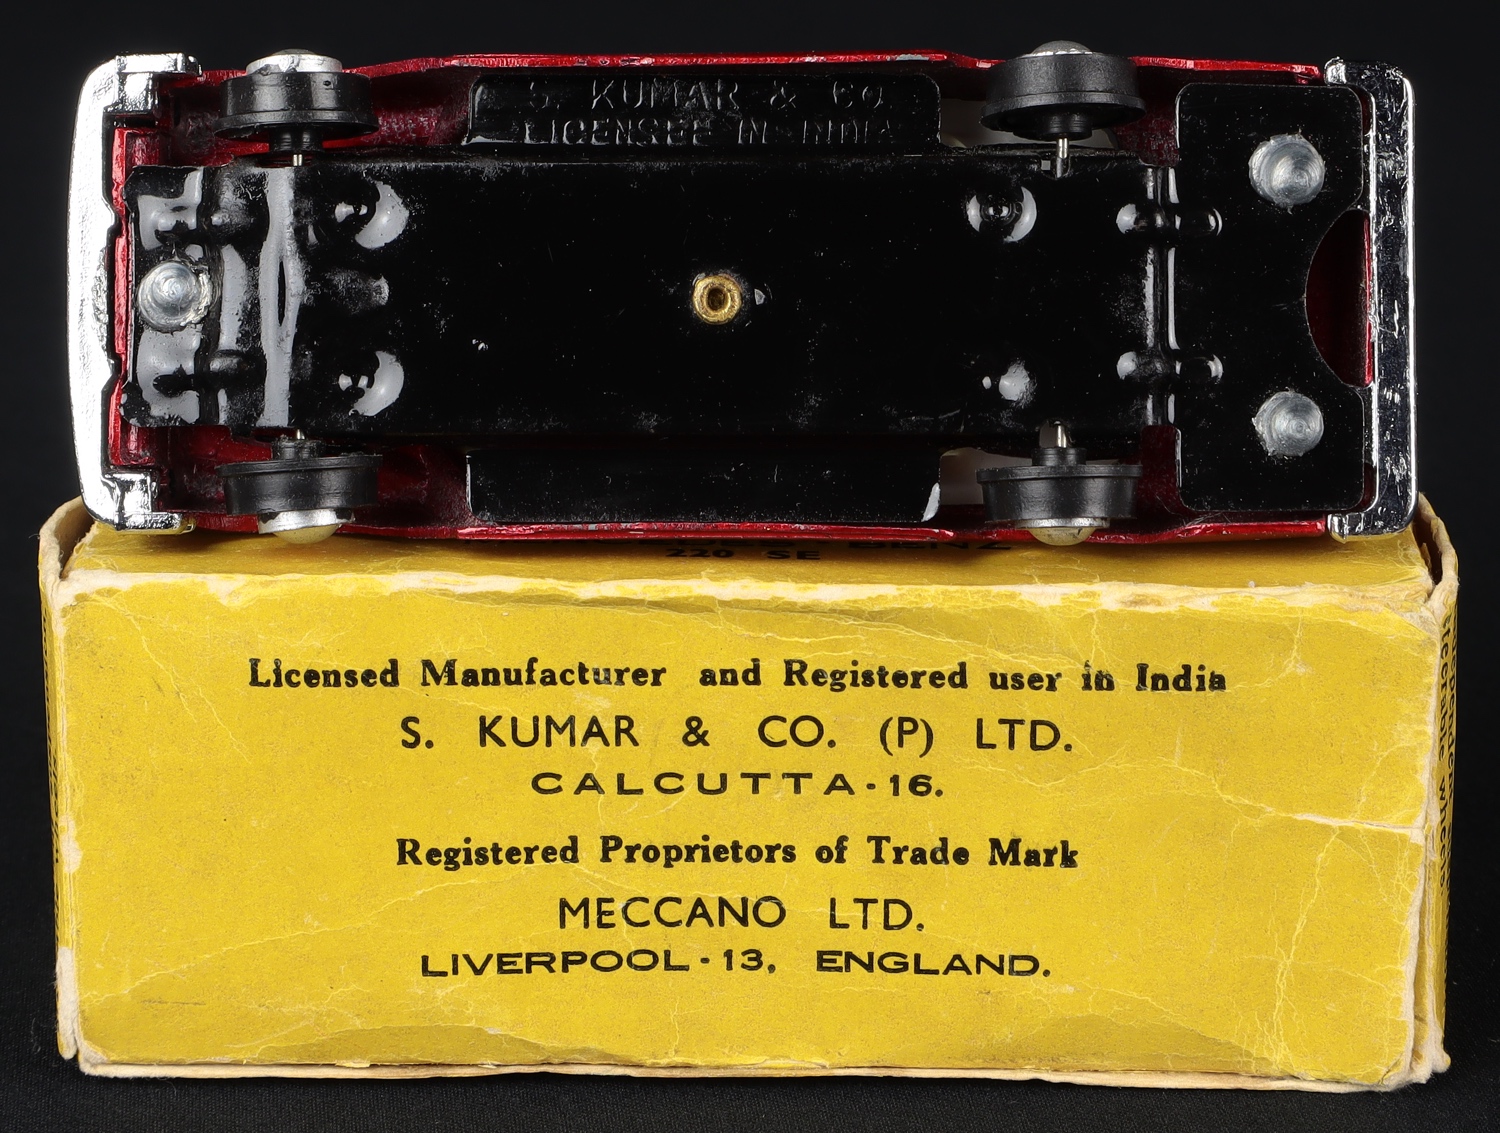 S. KUMAR & CO.
LICENSEE IN INDIA
220 SE
Licensed Manufacturer and Registered user in India
S. KUMAR & CO. (P) LTD.
CALCUTTA-16.
Registered Proprietors of Trade Mark
MECCANO LTD.
LIVERPOOL-13, ENGLAND.